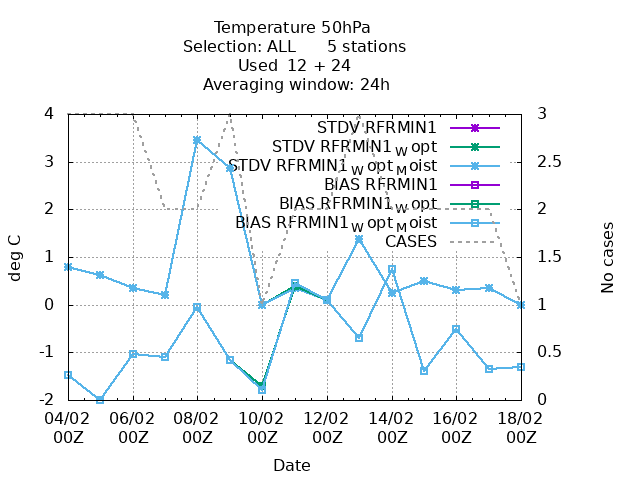 Temperature 50hPa
Selection: ALL 5 stations
Used 12 + 24
Averaging window: 24h
STDV RFRMIN1
STDV RFRMIN1_W opt
STDV RFRMIN1_W opt_M oist
BIAS RFRMIN1
BIAS RFRMIN1_W opt
BIAS RFRMIN1_W opt_M oist
CASES
deg C
4
3
2
1
0
-1
-2
No cases
3
2.5
2
1.5
1
0.5
0
04/02 06/02 08/02 10/02 12/02 14/02 16/02 18/02
00Z 00Z 00Z 00Z 00Z 00Z 00Z 00Z
Date